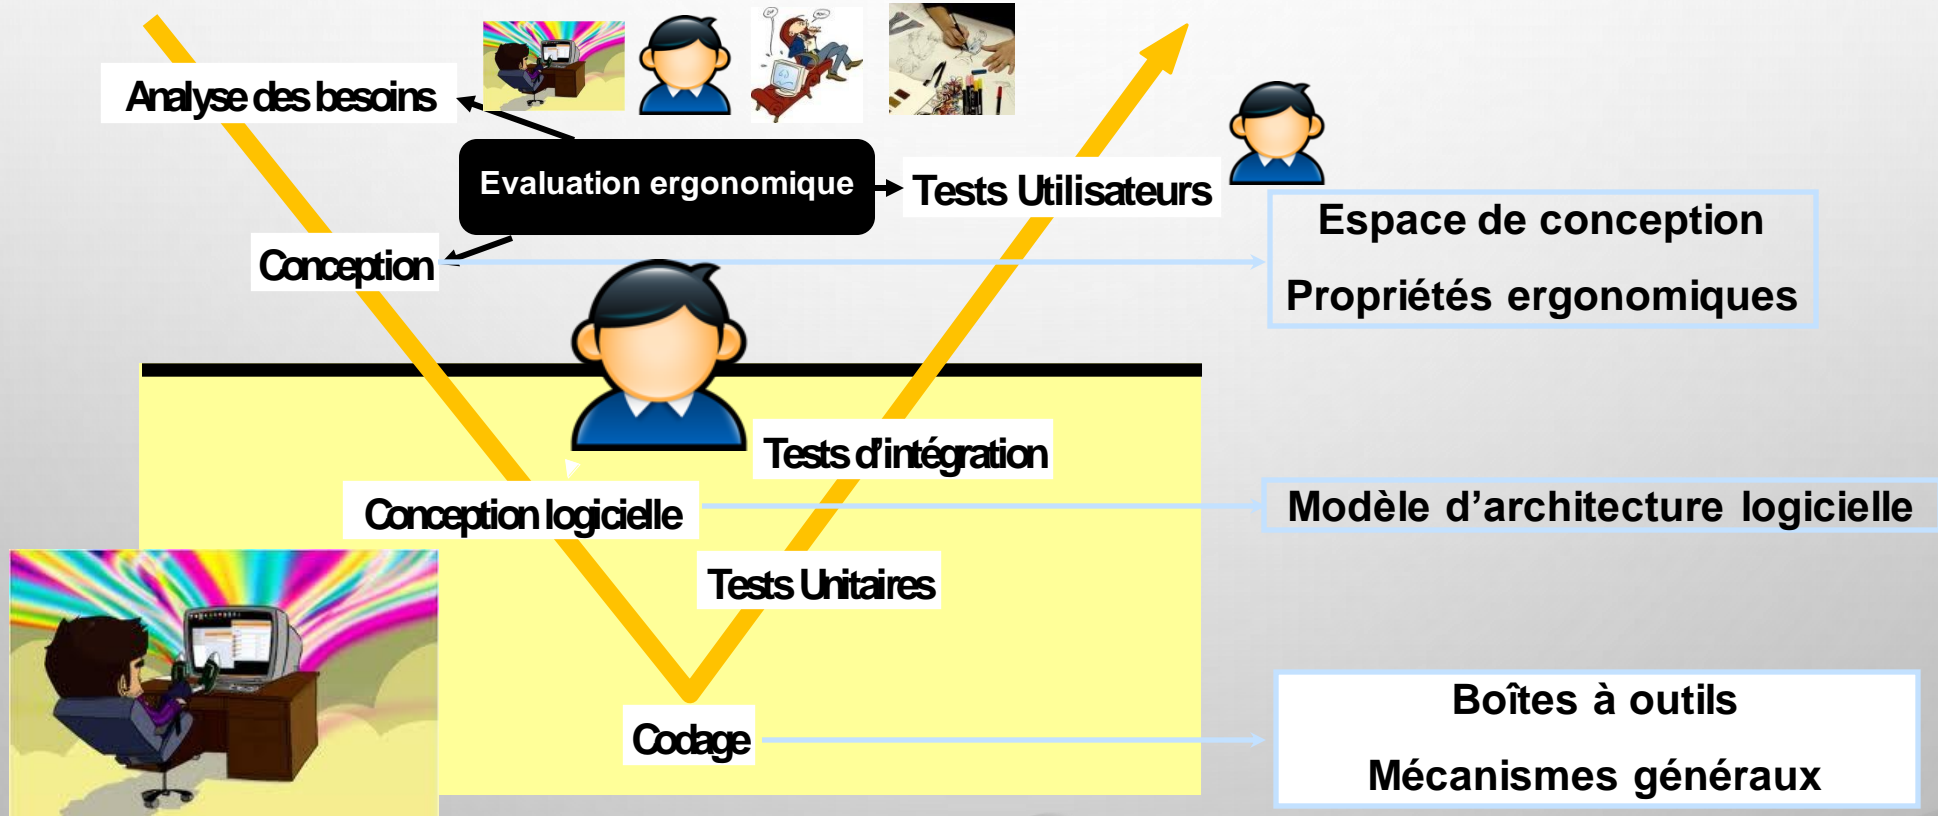 Analyse des besoins
Evaluation ergonomique
Tests Utilisateurs
Conception
Espace de conception
Propriétés ergonomiques
Tests d'intégration
Conception logicielle
Modèle d'architecture logicielle
Tests Unitaires
Codage
Boîtes à outils
Mécanismes généraux